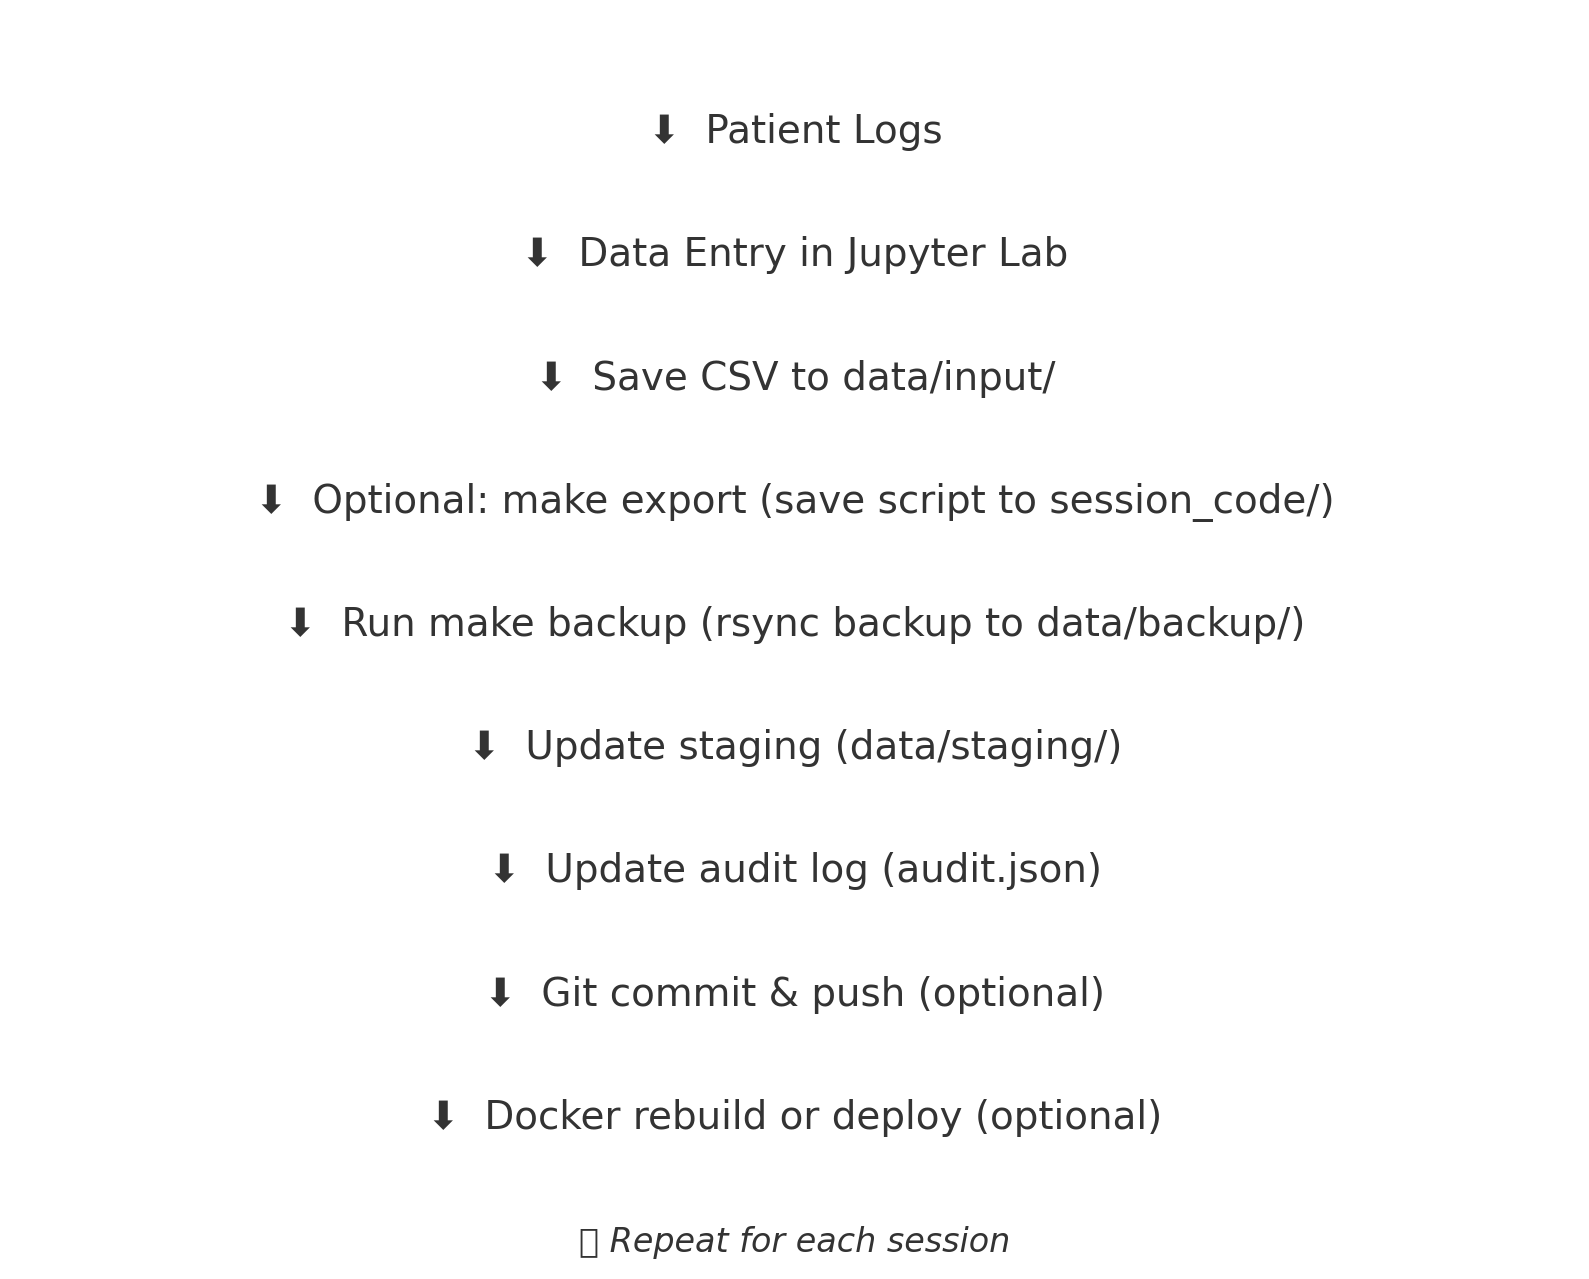 ⬇ Patient Logs
⬇ Data Entry in Jupyter Lab
⬇ Save CSV to data/input/
⬇ Optional: make export (save script to session_code/)
⬇ Run make backup (rsync backup to data/backup/)
⬇ Update staging (data/staging/)
⬇ Update audit log (audit.json)
⬇ Git commit & push (optional)
⬇ Docker rebuild or deploy (optional)
Repeat for each session